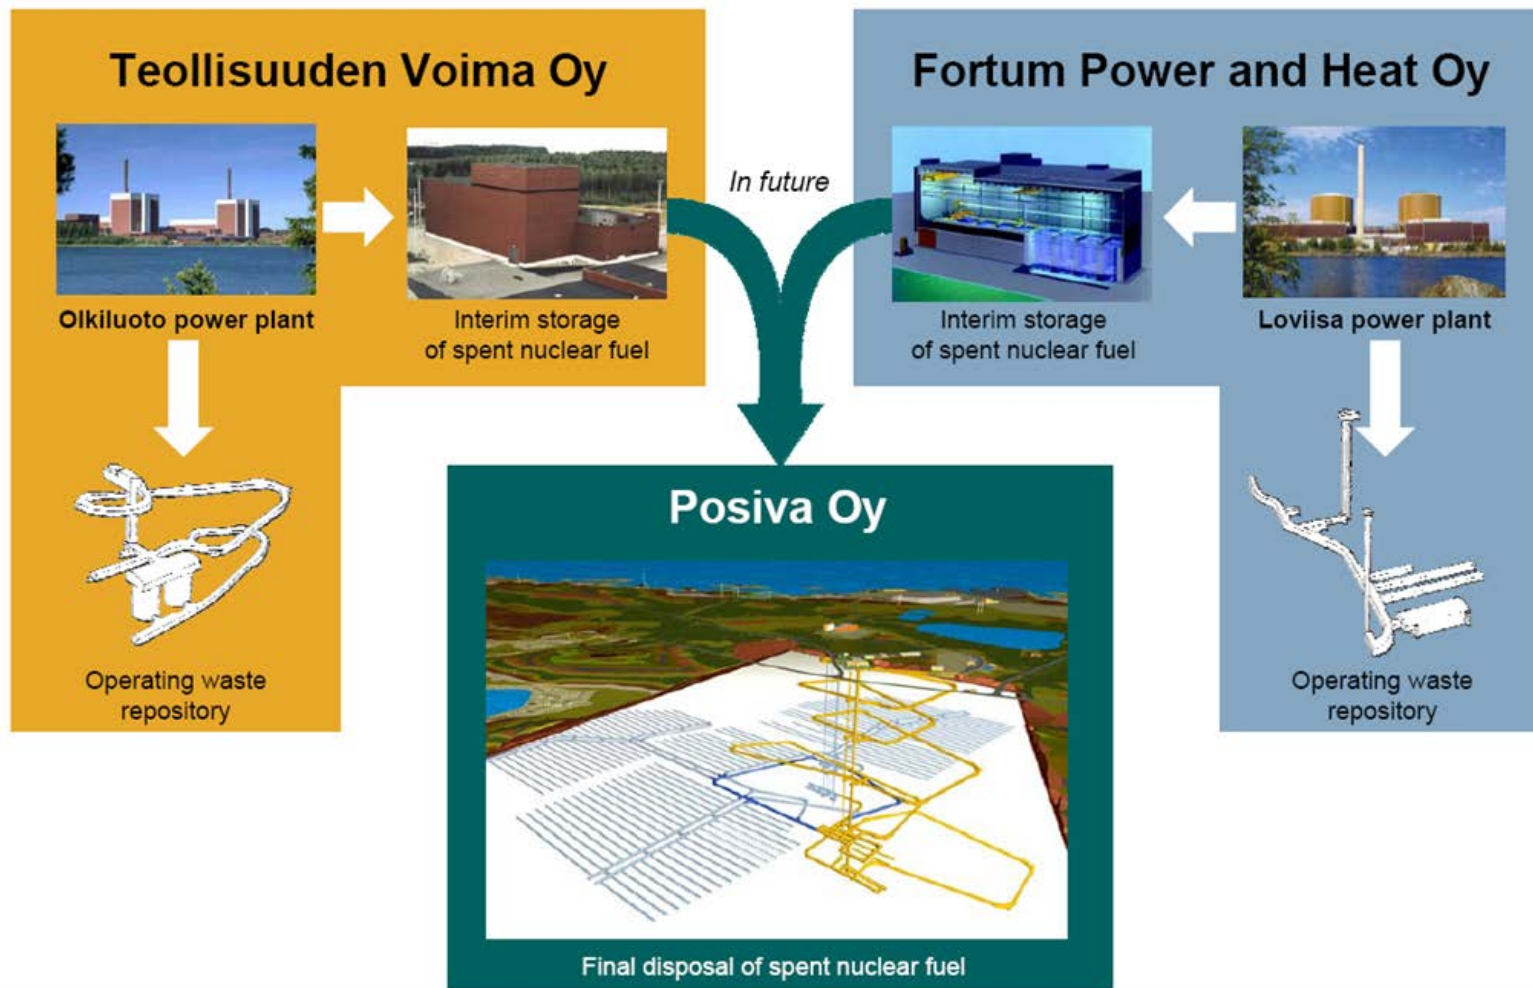 Teollisuuden Voima Oy
Olkiluoto power plant
Interim storage
of spent nuclear fuel
Operating waste
repository
In future
Fortum Power and Heat Oy
Interim storage
of spent nuclear fuel
Loviisa power plant
Operating waste
repository
Posiva Oy
Final disposal of spent nuclear fuel